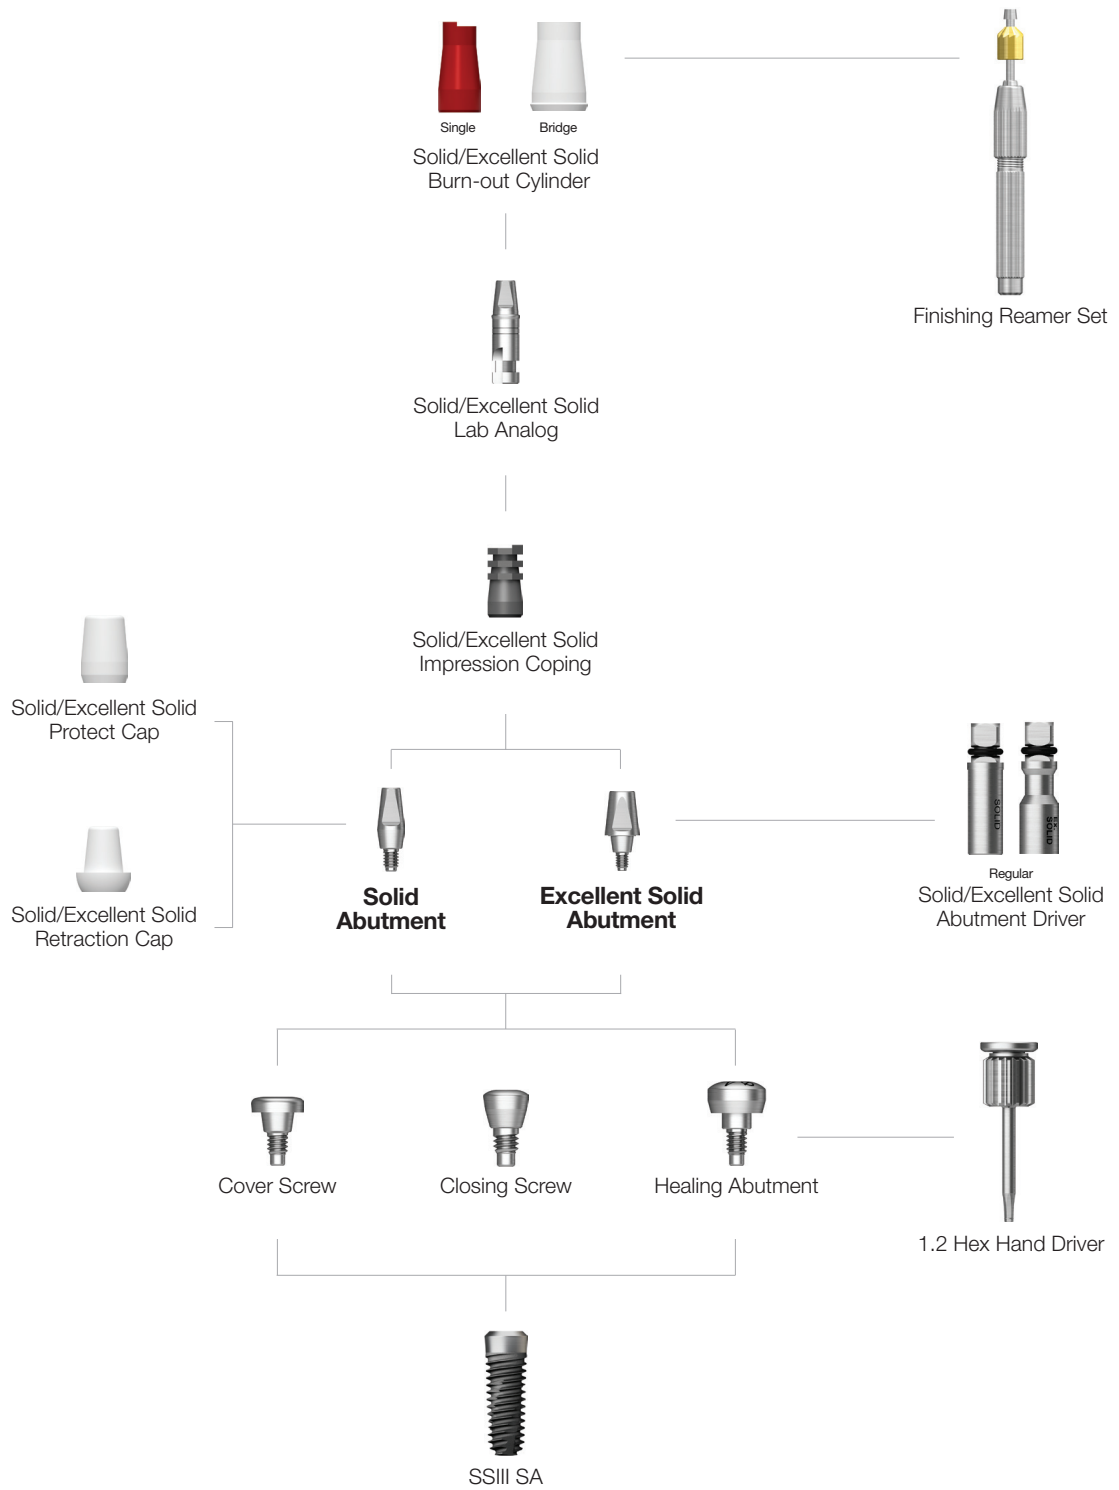 Single
Bridge
Solid/Excellent Solid
Burn-out Cylinder
Finishing Reamer Set
Solid/Excellent Solid
Lab Analog
Solid/Excellent Solid
Impression Coping
Solid/Excellent Solid
Protect Cap
Solid/Excellent Solid
Retraction Cap
Solid
Abutment
Excellent Solid
Abutment
SOLID
Ex.
SOLID
Regular
Solid/Excellent Solid
Abutment Driver
Cover Screw
Closing Screw
Healing Abutment
1.2 Hex Hand Driver
SSIII SA